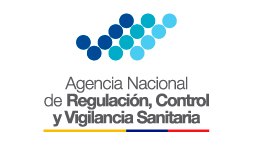 Agencia Nacional
de Regulación, Control
y Vigilancia Sanitaria